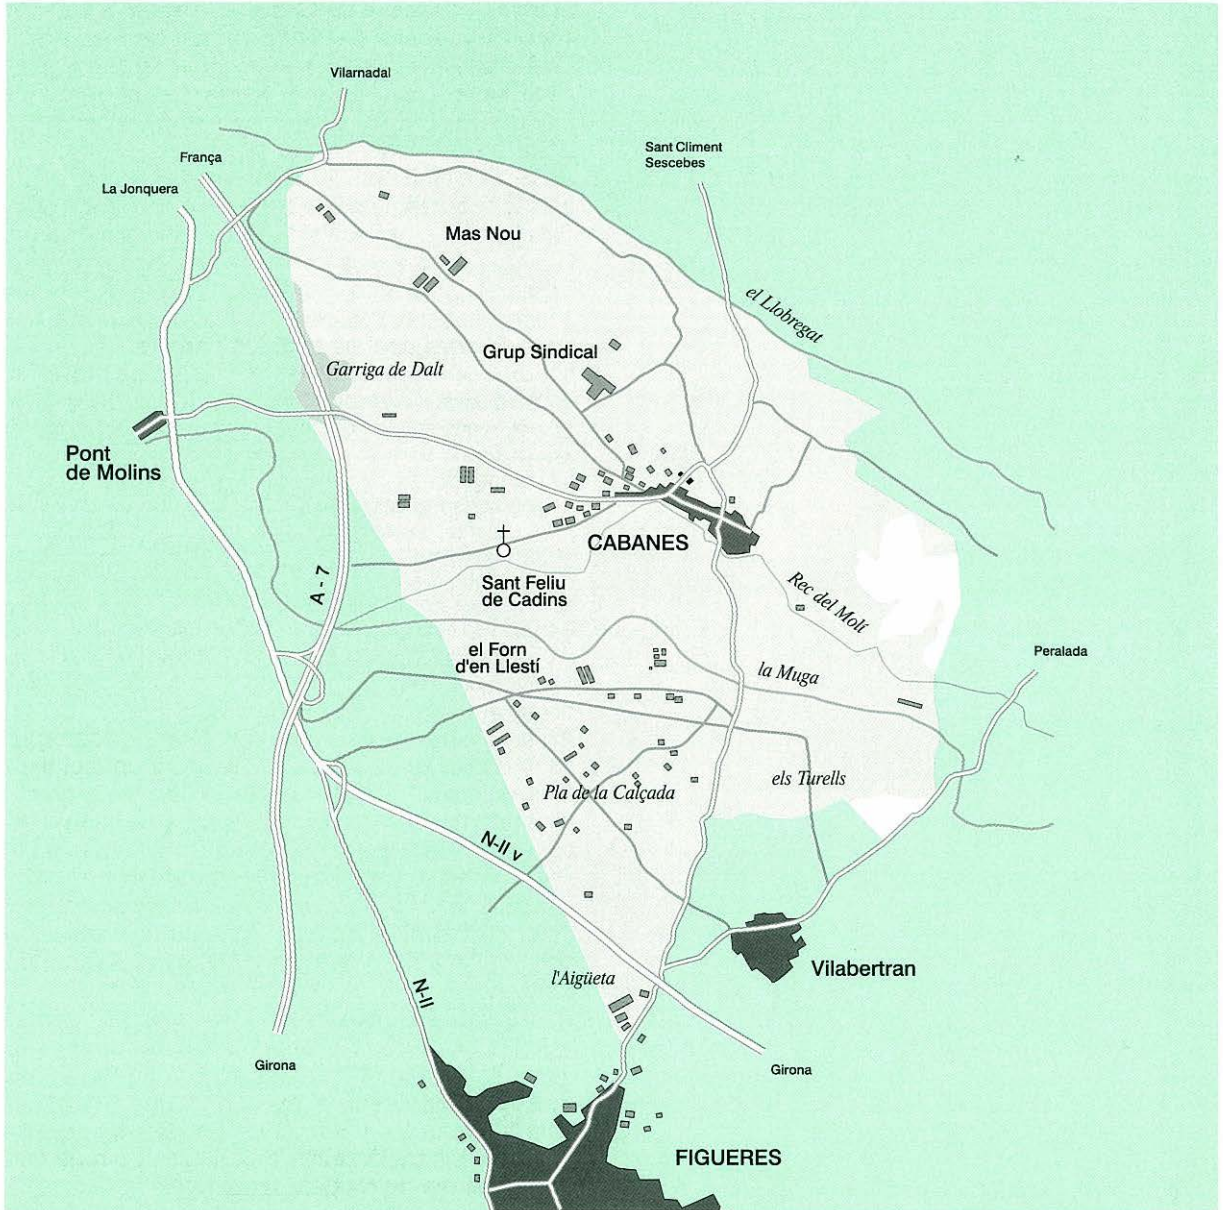 Vilarnadal
França
Sant Climent
Sescebes
La Jonquera
Mas Nou
el Llobregat
Grup Sindical
Garriga de Dalt
Pont
de Molins
CABANES
A - 7
Sant Feliu
de Cadins
Rec del Molí
el Forn
d'en Llestí
Peralada
la Muga
els Turells
Pla de la Calçada
N-II v
l'Aigüeta
Vilabertran
N-II
Girona
Girona
FIGUERES